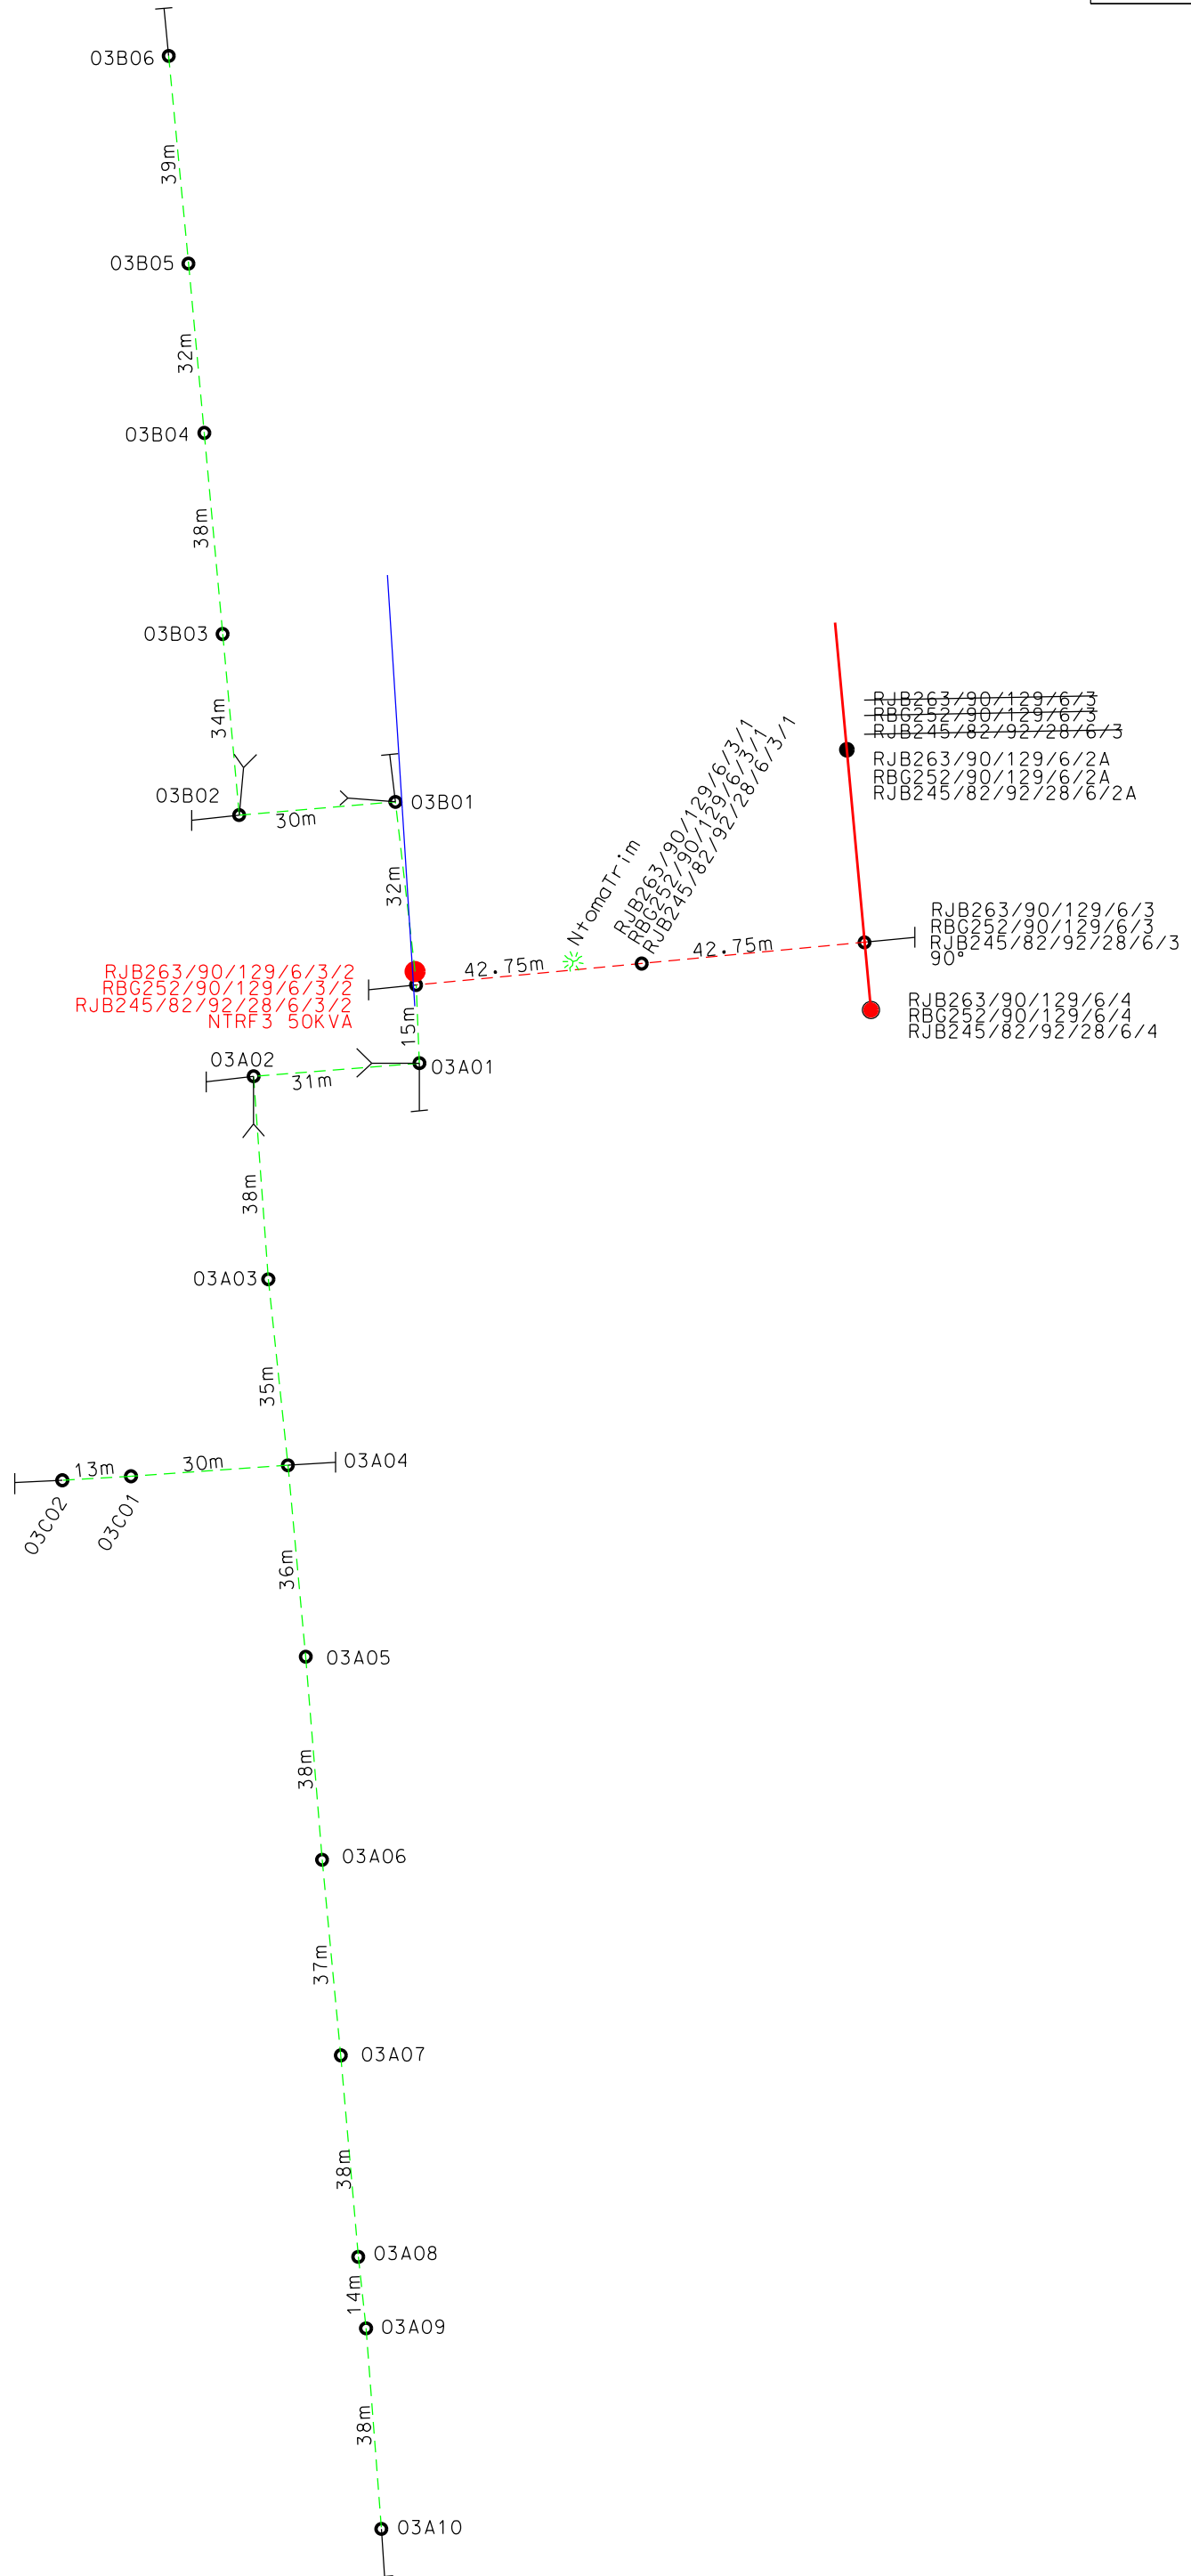 03B06
39m
03B05
32m
03B04
38m
03B03
34m
03B02
30m
03B01
32m
RJB263/90/129/6/3
RBG252/90/129/6/3
RJB245/82/92/28/6/3
RJB263/90/129/6/2A
RBG252/90/129/6/2A
RJB245/82/92/28/6/2A
NtomaTrim
RJB263/90/129/6/3/1
RBG252/90/129/6/3/1
RJB245/82/92/28/6/3/1
42.75m
42.75m
RJB263/90/129/6/3
RBG252/90/129/6/3
RJB245/82/92/28/6/3
90°
RJB263/90/129/6/3/2
RBG252/90/129/6/3/2
RJB245/82/92/28/6/3/2
NTRF3 50KVA
RJB263/90/129/6/4
RBG252/90/129/6/4
RJB245/82/92/28/6/4
15m
03A02
31m
03A01
38m
03A03
35m
03A04
30m
13m
03C02
03C01
36m
03A05
38m
03A06
37m
03A07
38m
03A08
14m
03A09
38m
03A10